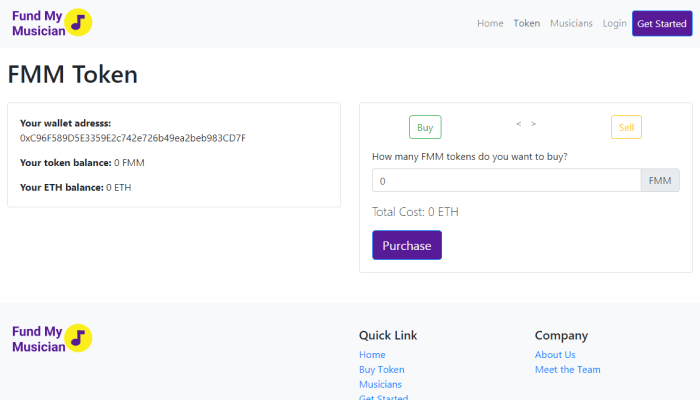 Fund My
Musician
Home Token Musicians Login Get Started
FMM Token
Your wallet adresss:
0xC96F589D5E3359E2c742e726b49ea2beb983CD7F
Your token balance: 0 FMM
Your ETH balance: 0 ETH
Buy < > Sell
How many FMM tokens do you want to buy?
0 FMM
Total Cost: 0 ETH
Purchase
Fund My
Musician
Quick Link
Home
Buy Token
Musicians
Get Started
Company
About Us
Meet the Team